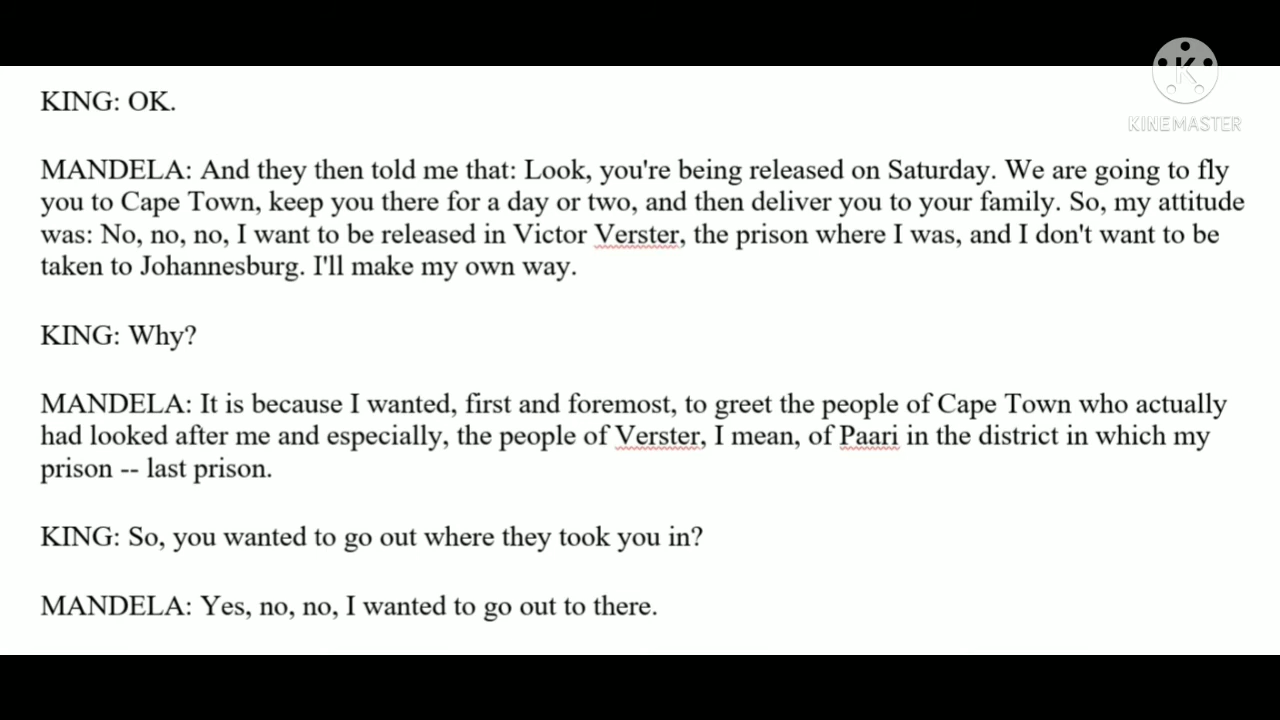 KING: OK.
KINEMASTER
MANDELA: And they then told me that: Look, you're being released on Saturday. We are going to fly
you to Cape Town, keep you there for a day or two, and then deliver you to your family. So, my attitude
was: No, no, no, I want to be released in Victor Verster, the prison where I was, and I don't want to be
taken to Johannesburg. I'll make my own way.
KING: Why?
MANDELA: It is because I wanted, first and foremost, to greet the people of Cape Town who actually
had looked after me and especially, the people of Verster, I mean, of Paari in the district in which my
prison -- last prison.
KING: So, you wanted to go out where they took you in?
MANDELA: Yes, no, no, I wanted to go out to there.